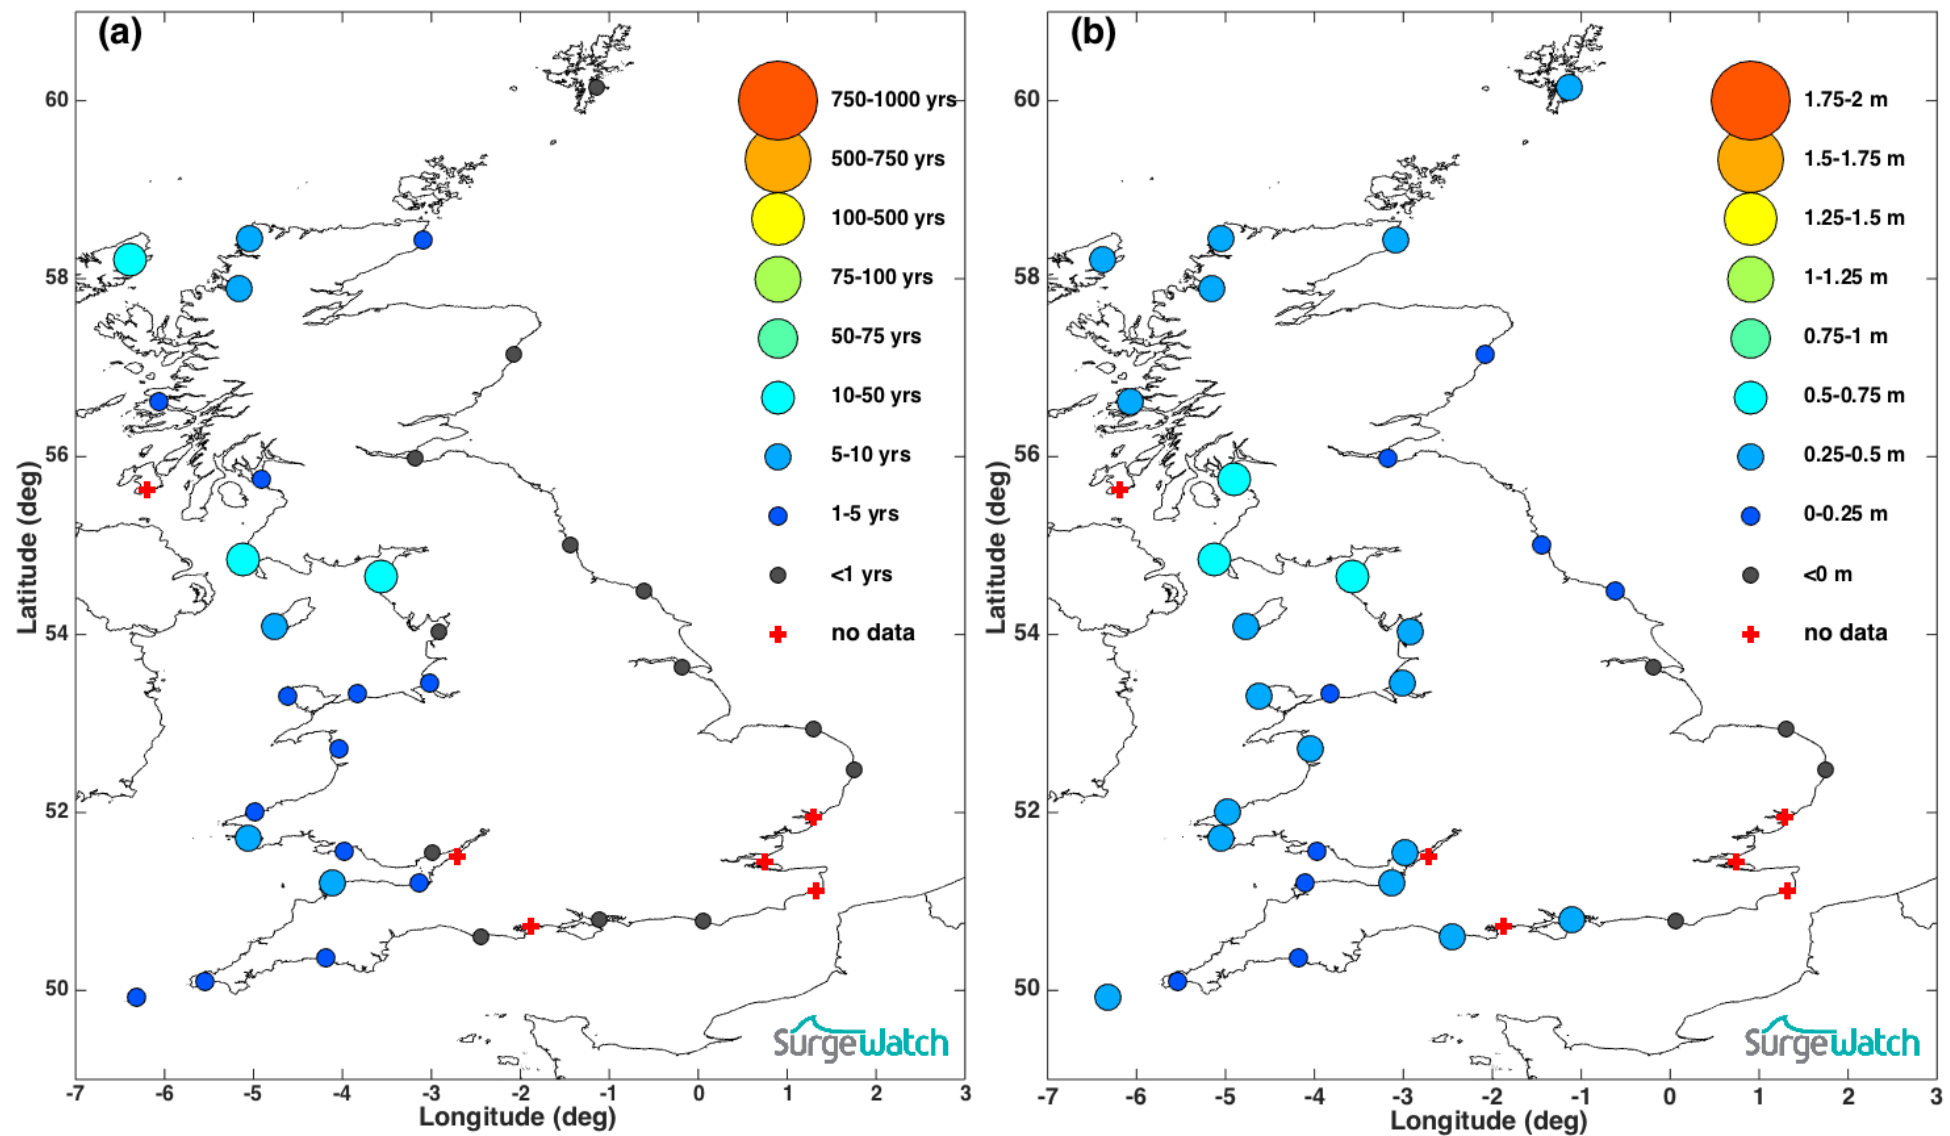 (a)
60
58
56
54
52
50
Latitude (deg)
-7 -6 -5 -4 -3 -2 -1 0 1 2 3
Longitude (deg)
750-1000 yrs
500-750 yrs
100-500 yrs
75-100 yrs
50-75 yrs
10-50 yrs
5-10 yrs
1-5 yrs
<1 yrs
no data
SurgeWatch
(b)
60
58
56
54
52
50
Latitude (deg)
-7 -6 -5 -4 -3 -2 -1 0 1 2 3
Longitude (deg)
1.75-2 m
1.5-1.75 m
1.25-1.5 m
1-1.25 m
0.75-1 m
0.5-0.75 m
0.25-0.5 m
0-0.25 m
<0 m
no data
SurgeWatch